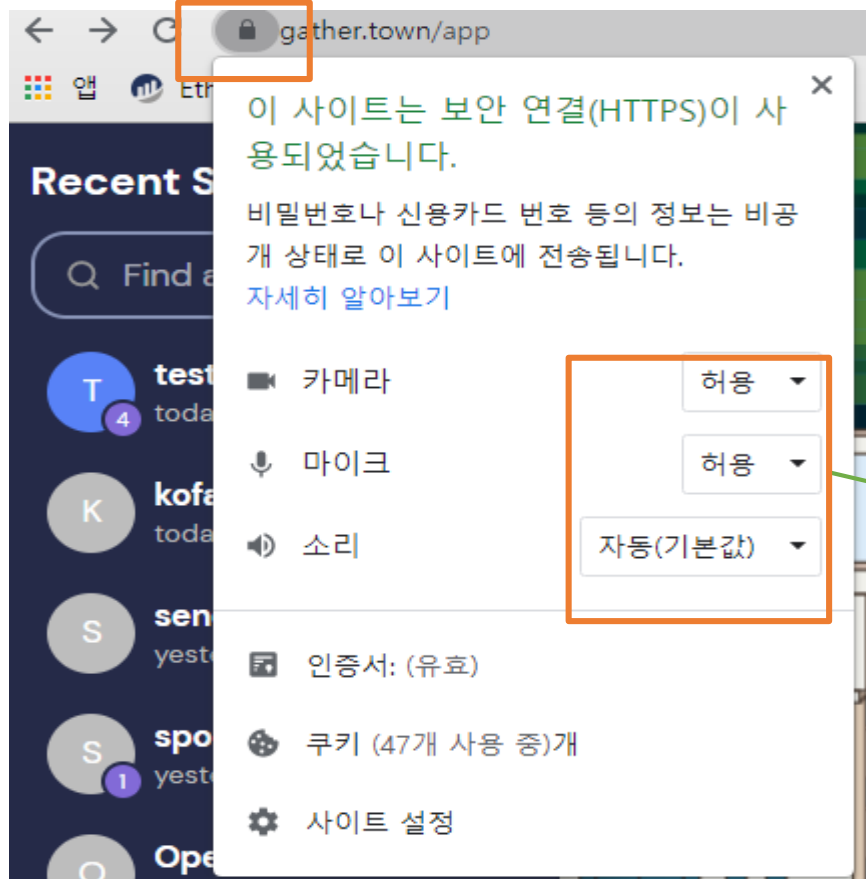 gather.town/app
앱
Eth
이 사이트는 보안 연결(HTTPS)이 사
용되었습니다.
비밀번호나 신용카드 번호 등의 정보는 비공
개 상태로 이 사이트에 전송됩니다.
자세히 알아보기
카메라 허용
마이크 허용
소리 자동(기본값)
인증서: (유효)
쿠키 (47개 사용 중)개
사이트 설정
Recent S
Find a
T test
4 toda
K kofa
toda
S sen
yest
S spo
1 yest
O Ope